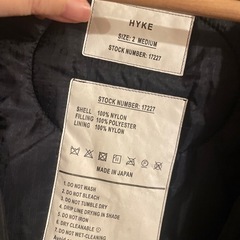 HYKE
SIZE: 2 MEDIUM
STOCK NUMBER: 17227
STOCK NUMBER: 17227
SHELL 100% NYLON
FILLING 100% POLYESTER
LINING 100% NYLON
MADE IN JAPAN
1. DO NOT WASH
2. DO NOT BLEACH
3. DO NOT TUMBLE DRY
4. DRIP LINE DRYING IN SHADE
5. DO NOT IRON
6. DRY CLEANABLE
7. DO NOT WET-CLEANING